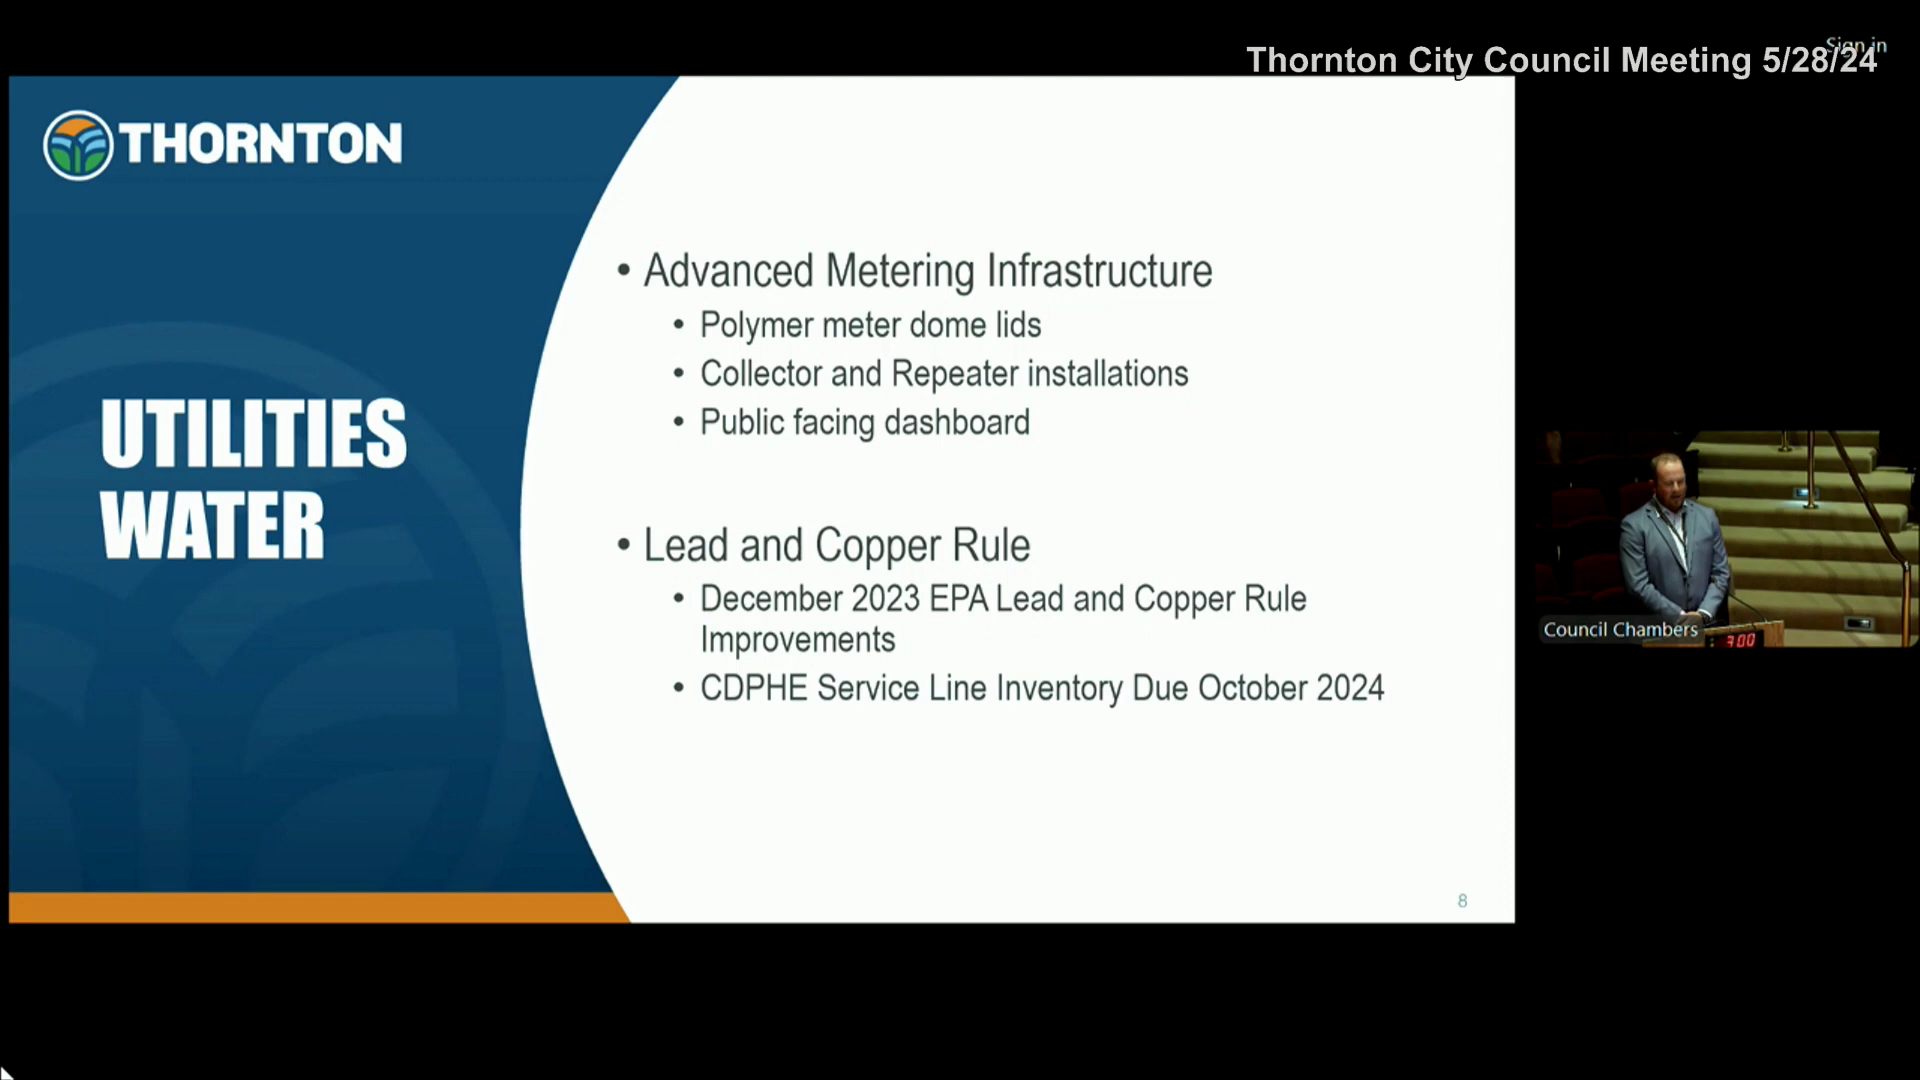 Sign in
Thornton City Council Meeting 5/28/24
THORNTON
UTILITIES
WATER
• Advanced Metering Infrastructure
• Polymer meter dome lids
• Collector and Repeater installations
• Public facing dashboard
• Lead and Copper Rule
• December 2023 EPA Lead and Copper Rule
Improvements
• CDPHE Service Line Inventory Due October 2024
8
Council Chambers
3:00